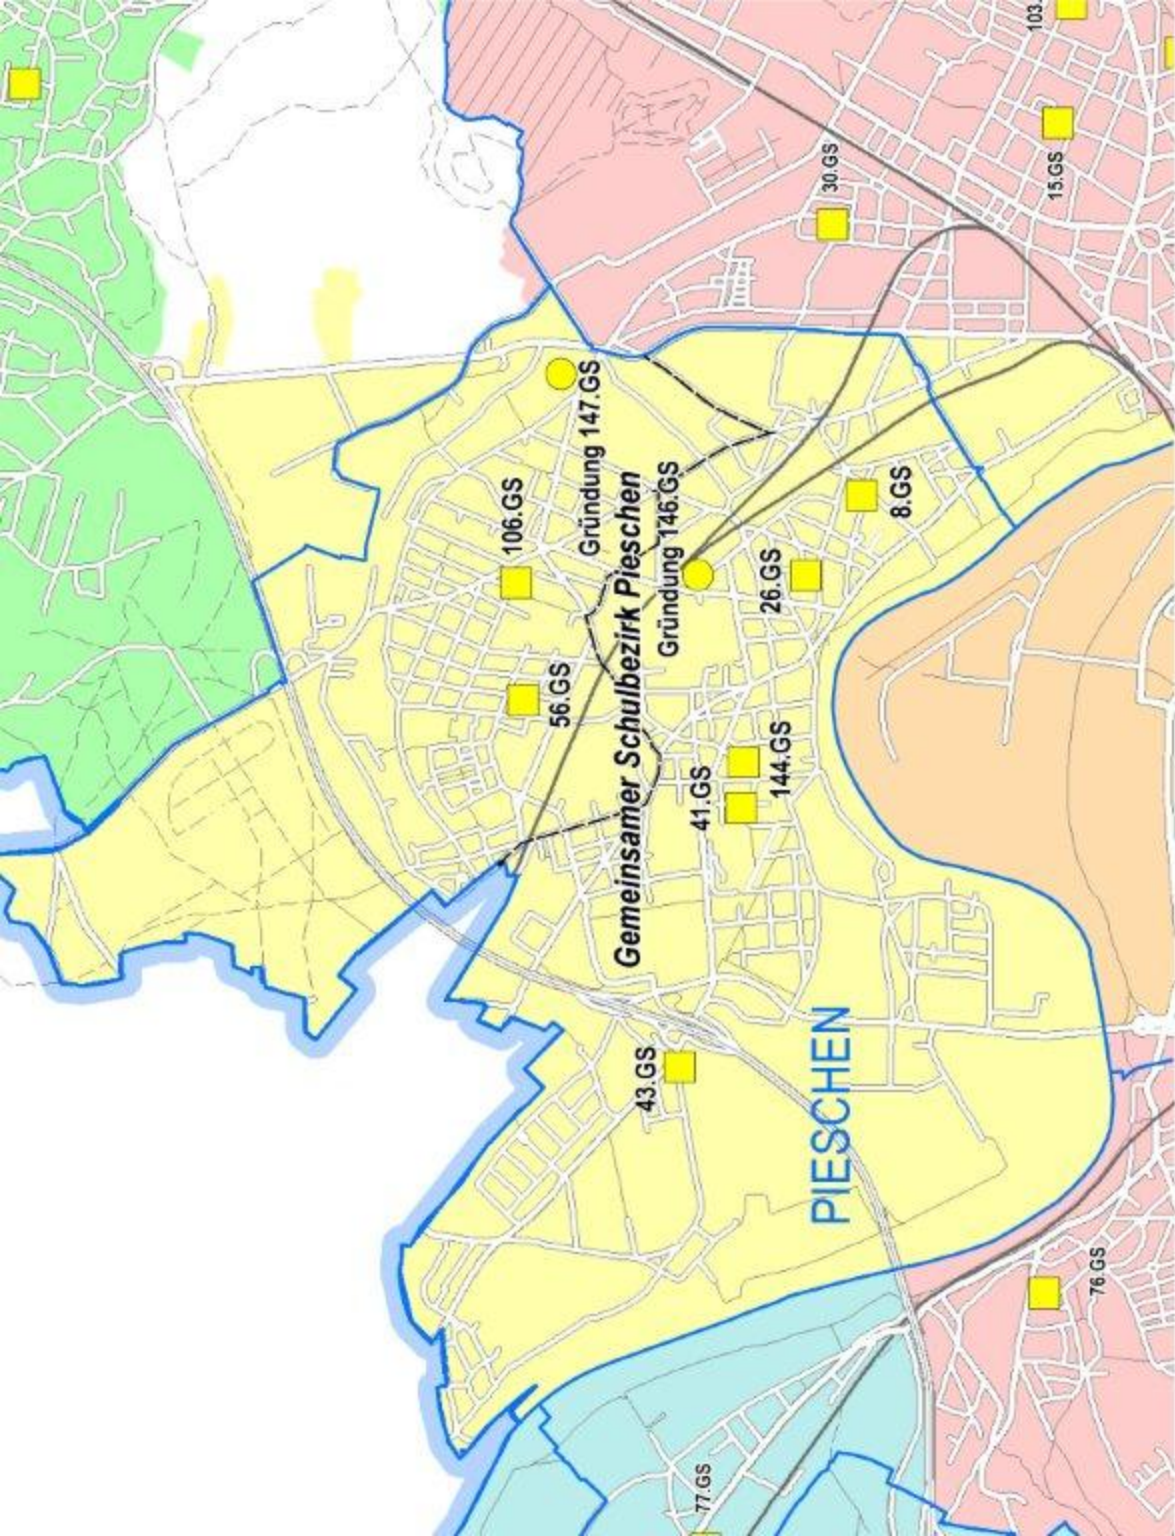 43.GS
41.GS
144.GS
56.GS
106.GS
Gründung 147.GS
Gemeinsamer Schulbezirk Pieschen
Gründung 146.GS
26.GS
8.GS
PIESCHEN
30.GS
15.GS
103.
76.GS
77.GS